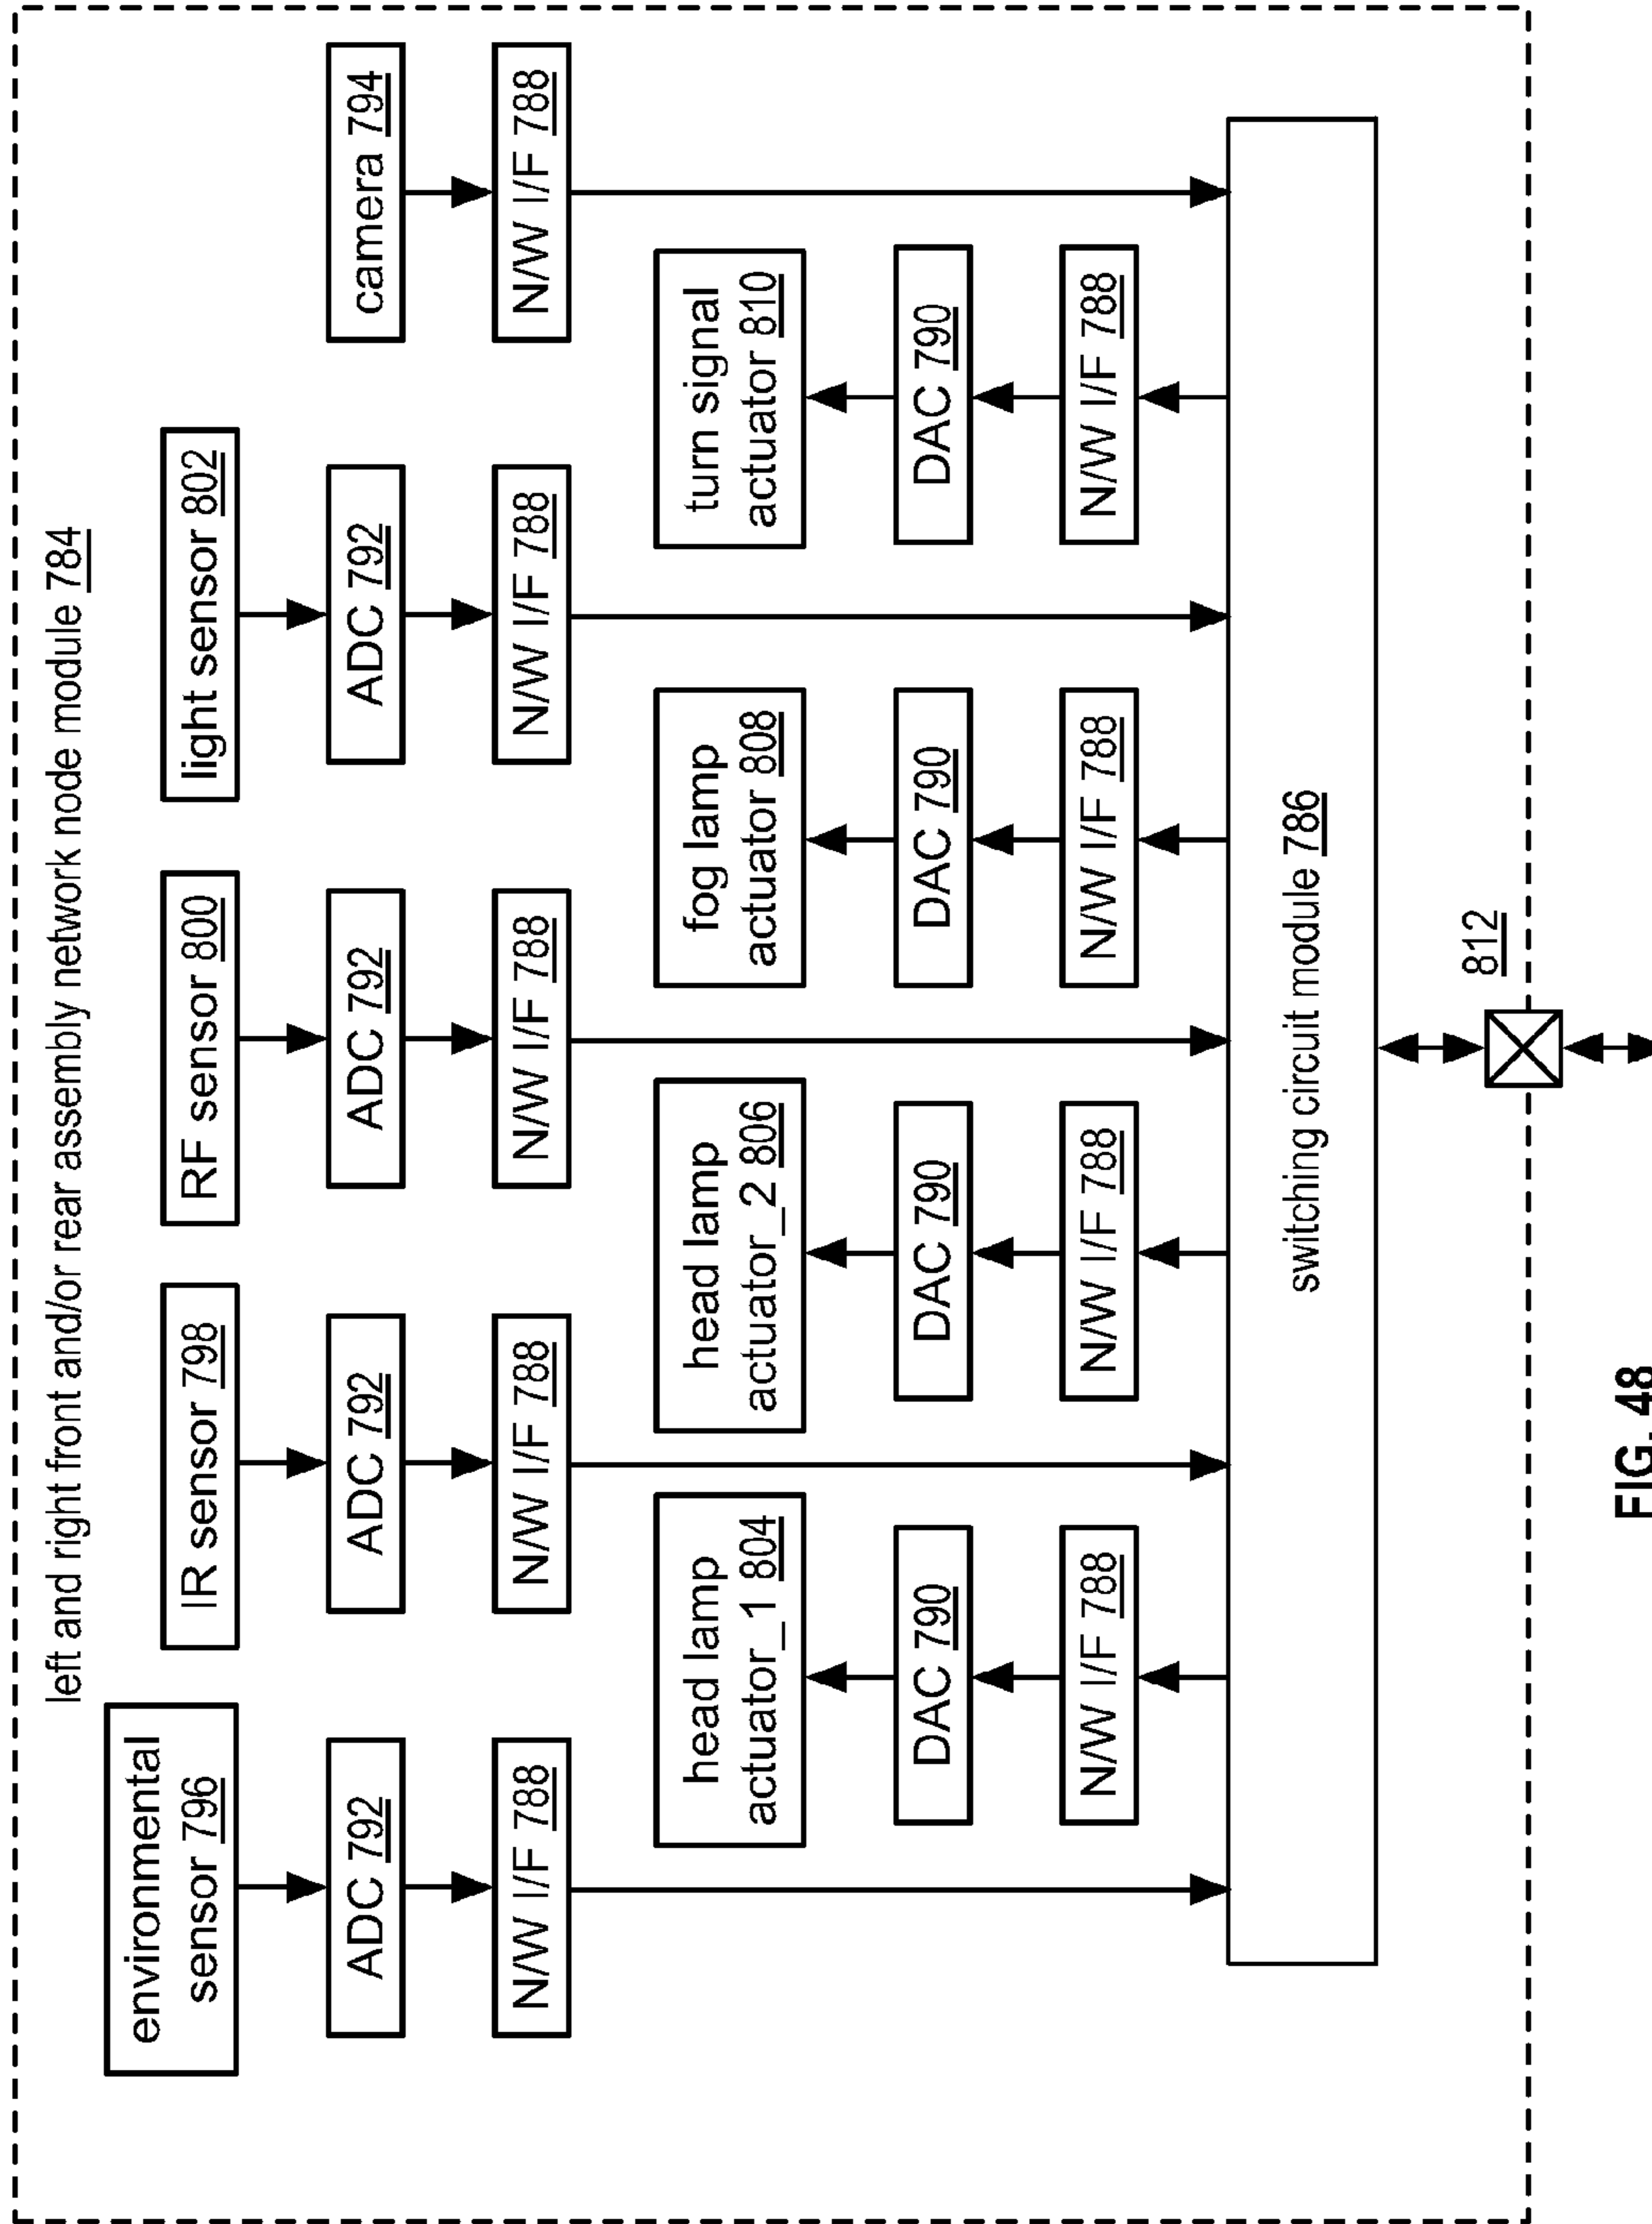 left and right front and/or rear assembly network node module 784
environmental
sensor 796
IR sensor 798
RF sensor 800
light sensor 802
ADC 792
ADC 792
ADC 792
ADC 792
camera 794
N/W I/F 788
N/W I/F 788
N/W I/F 788
N/W I/F 788
N/W I/F 788
head lamp
actuator_1 804
head lamp
actuator_2 806
fog lamp
actuator 808
turn signal
actuator 810
DAC 790
DAC 790
DAC 790
DAC 790
N/W I/F 788
N/W I/F 788
N/W I/F 788
N/W I/F 788
switching circuit module 786
812
FIG. 48